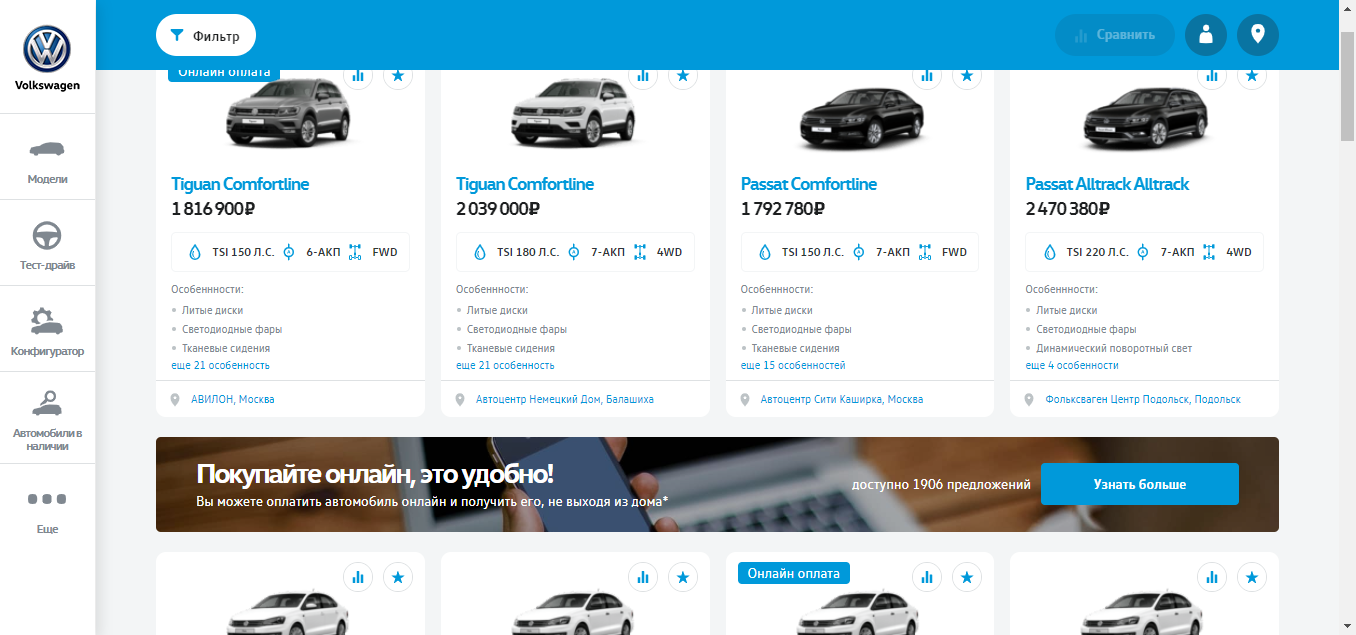 Volkswagen
Модели
Тест-драйв
Конфигуратор
Автомобили в
наличии
Еще
Фильтр
Сравнить
Онлайн оплата
Tiguan Comfortline
1 816 900₽
TSI 150 Л.С. 6-АКП FWD
Особеннности:
Литые диски
Светодиодные фары
Тканевые сидения
еще 21 особенность
АВИЛОН, Москва
Tiguan Comfortline
2 039 000₽
TSI 180 Л.С. 7-АКП 4WD
Особеннности:
Литые диски
Светодиодные фары
Тканевые сидения
еще 21 особенность
Автоцентр Немецкий Дом, Балашиха
Passat Comfortline
1 792 780₽
TSI 150 Л.С. 7-АКП FWD
Особеннности:
Литые диски
Светодиодные фары
Тканевые сидения
еще 15 особенностей
Автоцентр Сити Каширка, Москва
Passat Alltrack Alltrack
2 470 380₽
TSI 220 Л.С. 7-АКП 4WD
Особеннности:
Литые диски
Светодиодные фары
Динамический поворотный свет
еще 4 особенности
Фольксваген Центр Подольск, Подольск
Покупайте онлайн, это удобно!
Вы можете оплатить автомобиль онлайн и получить его, не выходя из дома*
доступно 1906 предложений
Узнать больше
Онлайн оплата